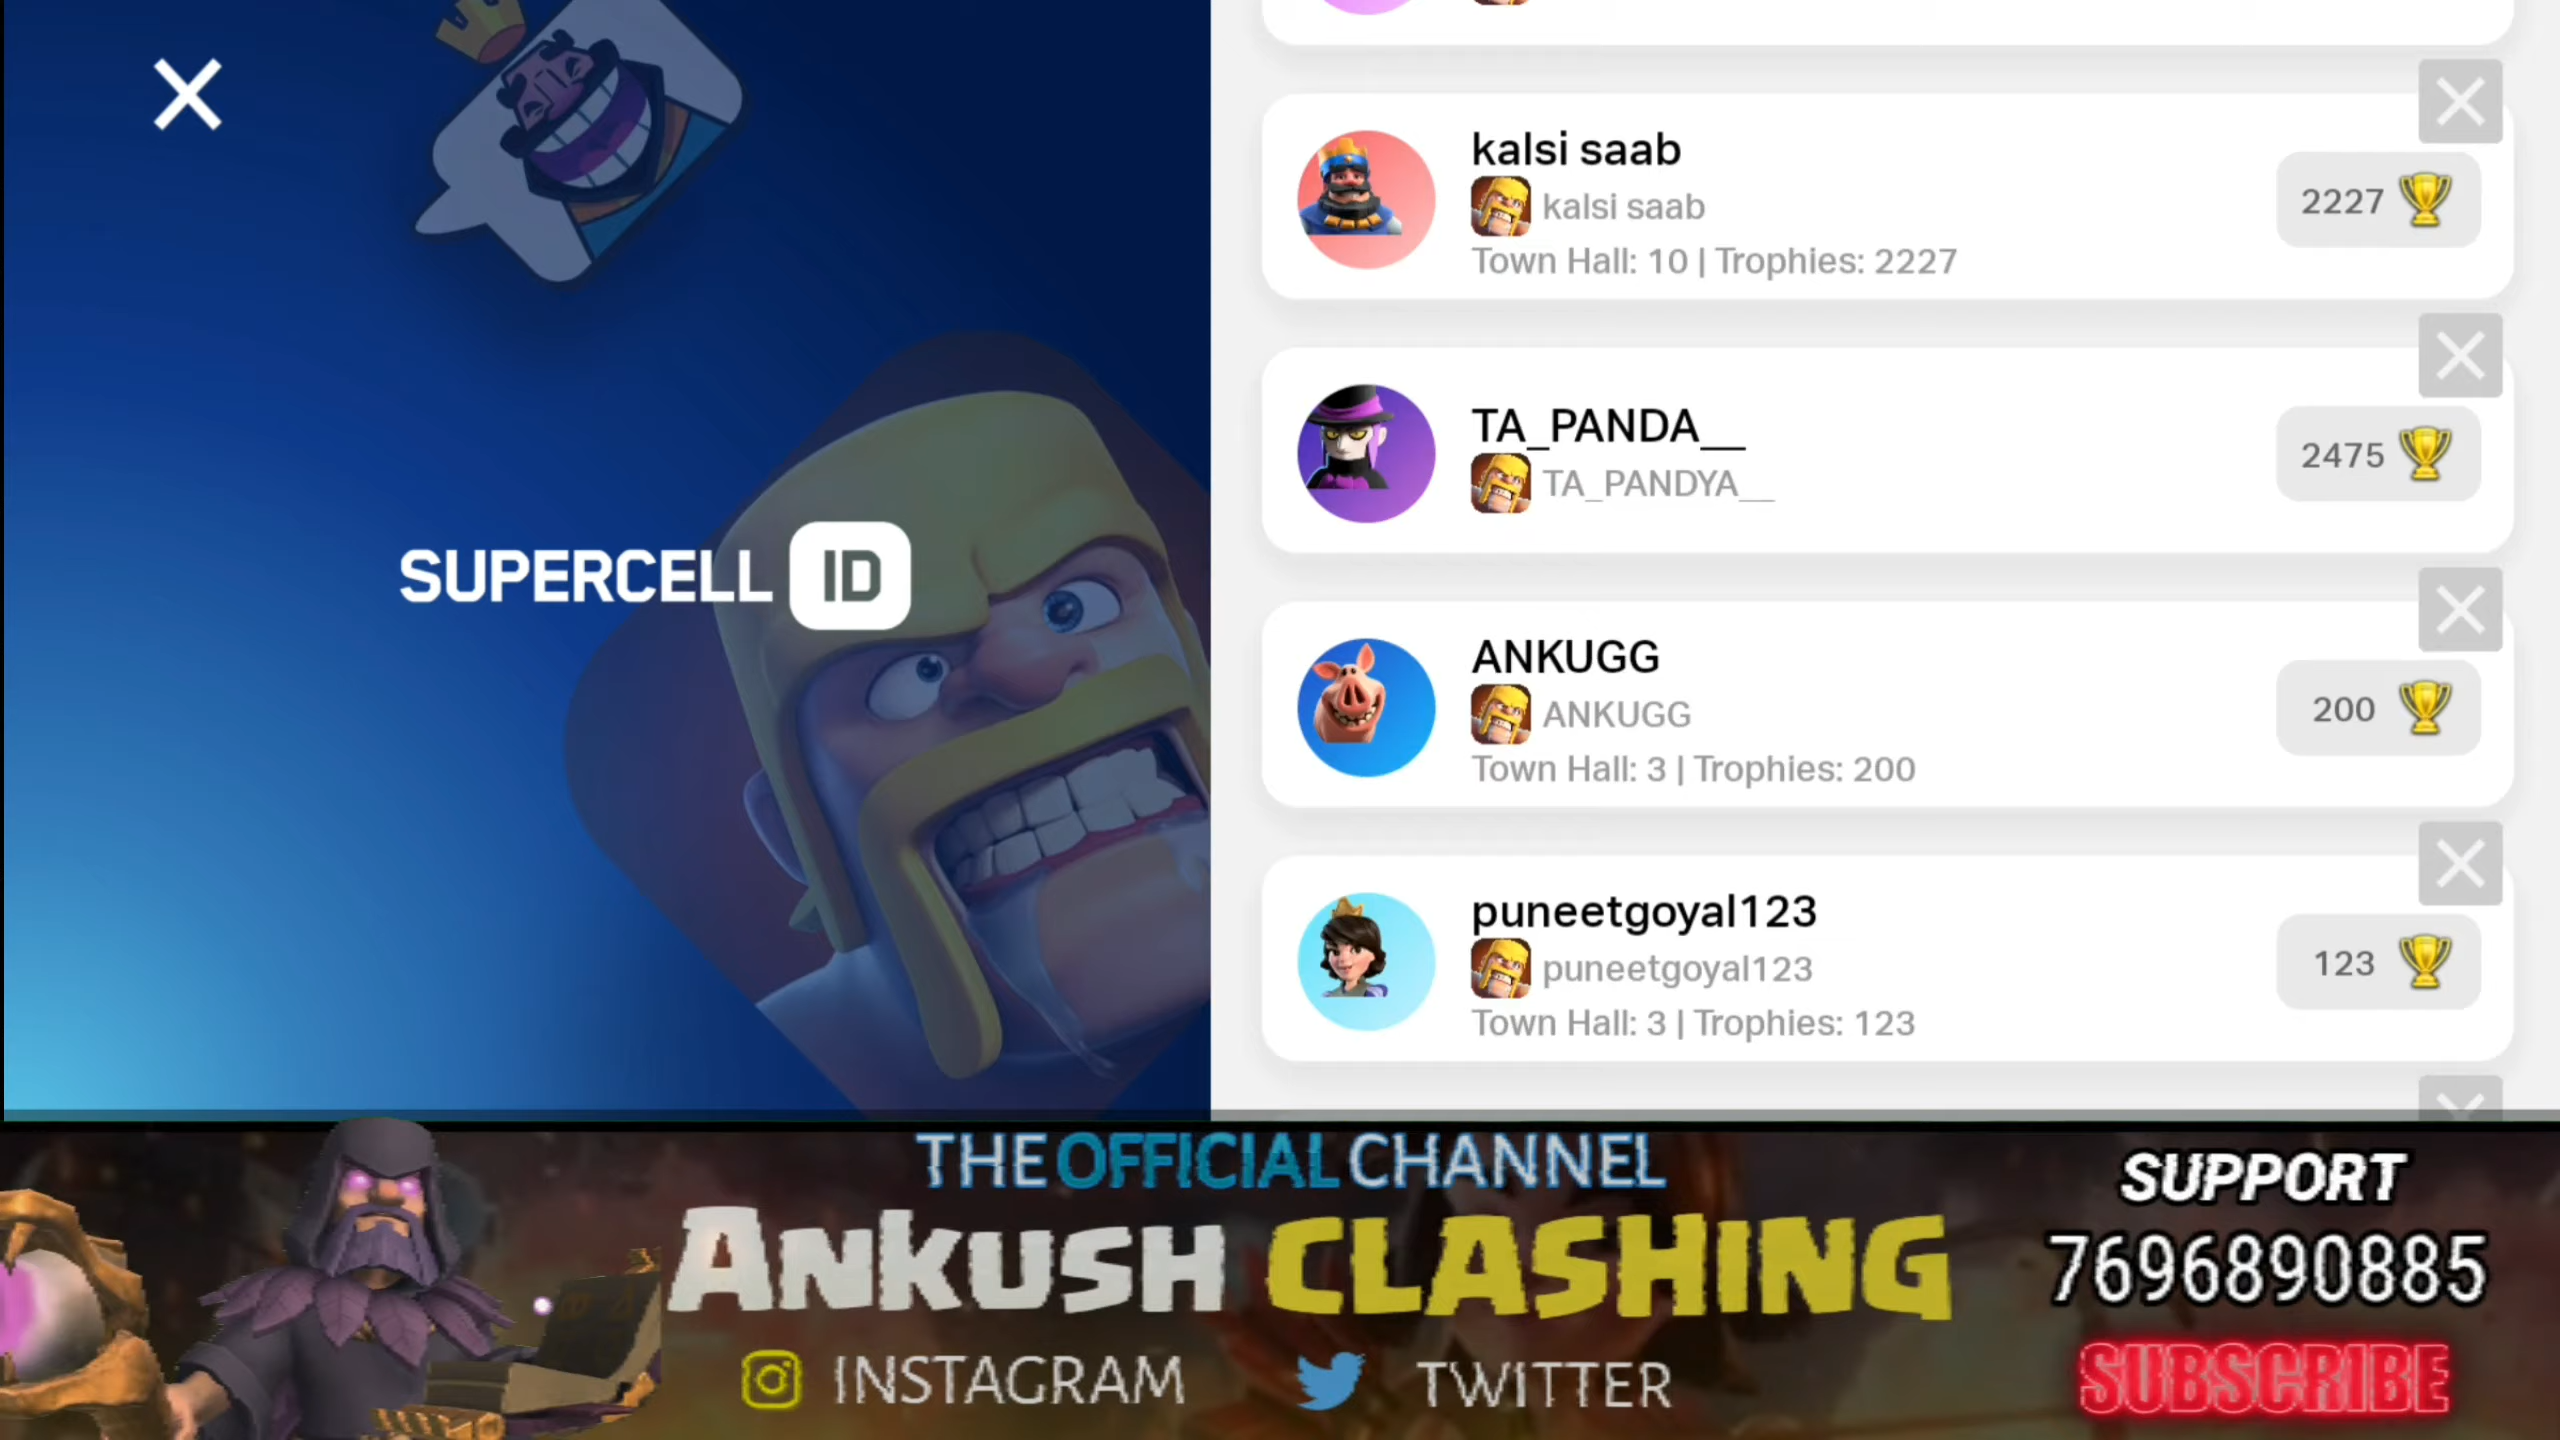 SUPERCELL ID
kalsi saab
kalsi saab
Town Hall: 10 | Trophies: 2227
2227
TA_PANDA__
TA_PANDYA__
2475
ANKUGG
ANKUGG
Town Hall: 3 | Trophies: 200
200
puneetgoyal123
puneetgoyal123
Town Hall: 3 | Trophies: 123
123
THE OFFICIAL CHANNEL
ANKUSH CLASHING
INSTAGRAM
TWITTER
SUPPORT
7696890885
SUBSCRIBE